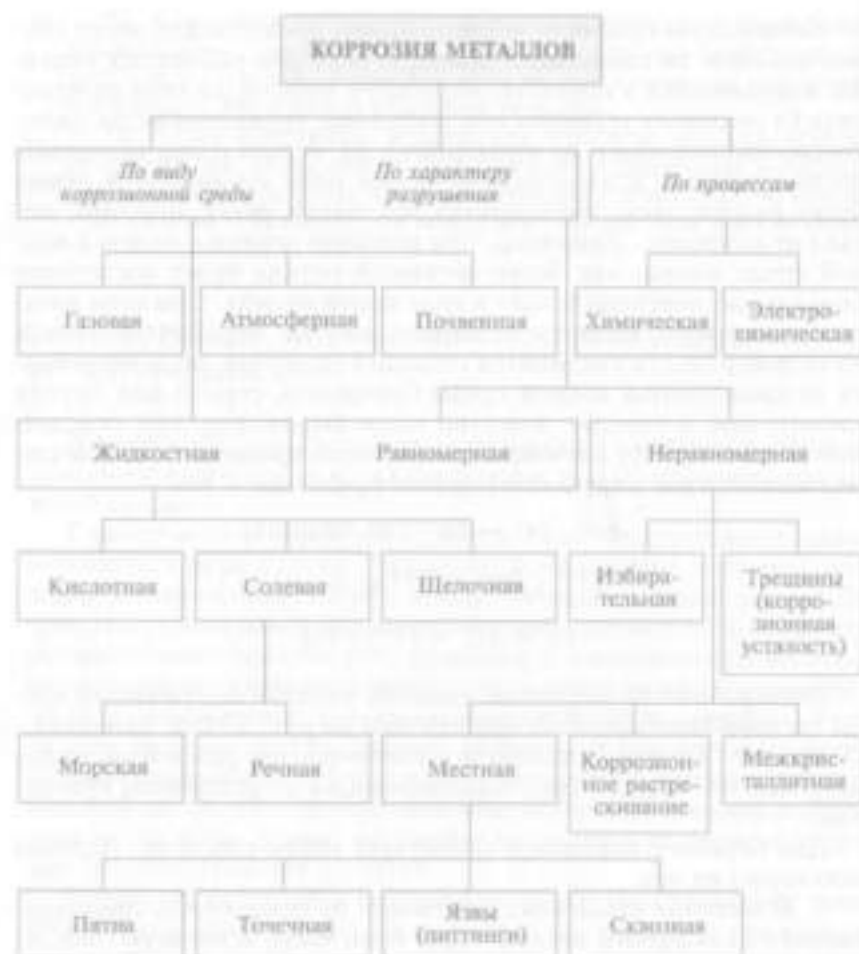 КОРРОЗИЯ МЕТАЛЛОВ
По виду
коррозионной среды
По характеру
разрушения
По процессам
Газовая
Атмосферная
Почвенная
Химическая
Электро-
химическая
Жидкостная
Равномерная
Неравномерная
Кислотная
Солевая
Щелочная
Избира-
тельная
Трещины
(корро-
зионная
усталость)
Морская
Речная
Местная
Коррозион-
ное растре-
скивание
Межкрис-
таллитная
Пятна
Точечная
Язвы
(питтинги)
Сквозная